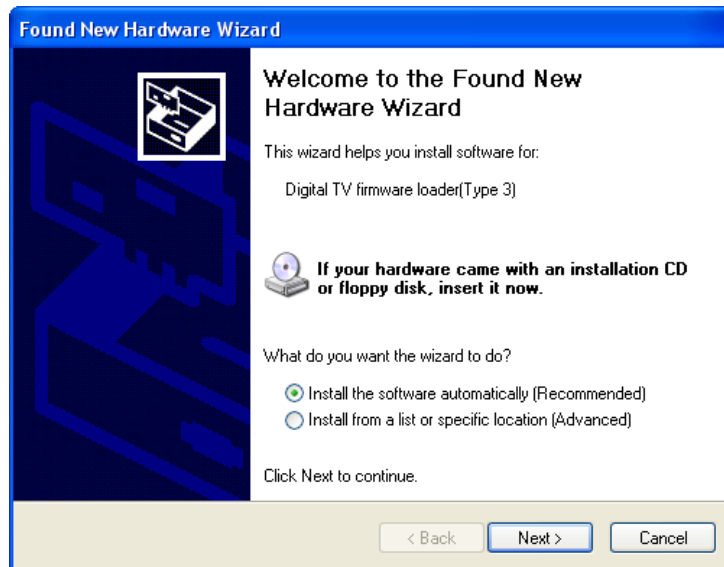 Found New Hardware Wizard
Welcome to the Found New
Hardware Wizard
This wizard helps you install software for:
Digital TV firmware loader(Type 3)
If your hardware came with an installation CD
or floppy disk, insert it now.
What do you want the wizard to do?
Install the software automatically (Recommended)
Install from a list or specific location (Advanced)
Click Next to continue.
< Back Next > Cancel